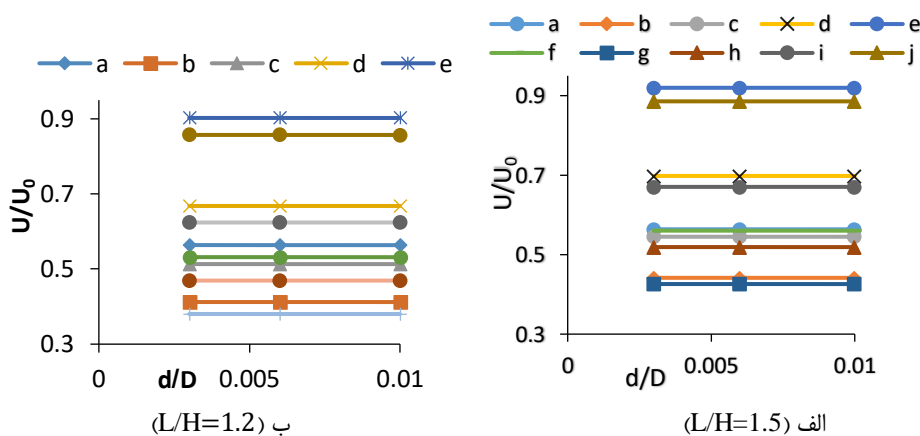 a b c d e
0.9
0.7
0.5
0.3
U/U0
0 0.005 0.01
d/D
ب (L/H=1.2)
a b c d e
f g h i j
0.9
0.7
0.5
0.3
U/U0
0 0.005 0.01
d/D
الف (L/H=1.5)